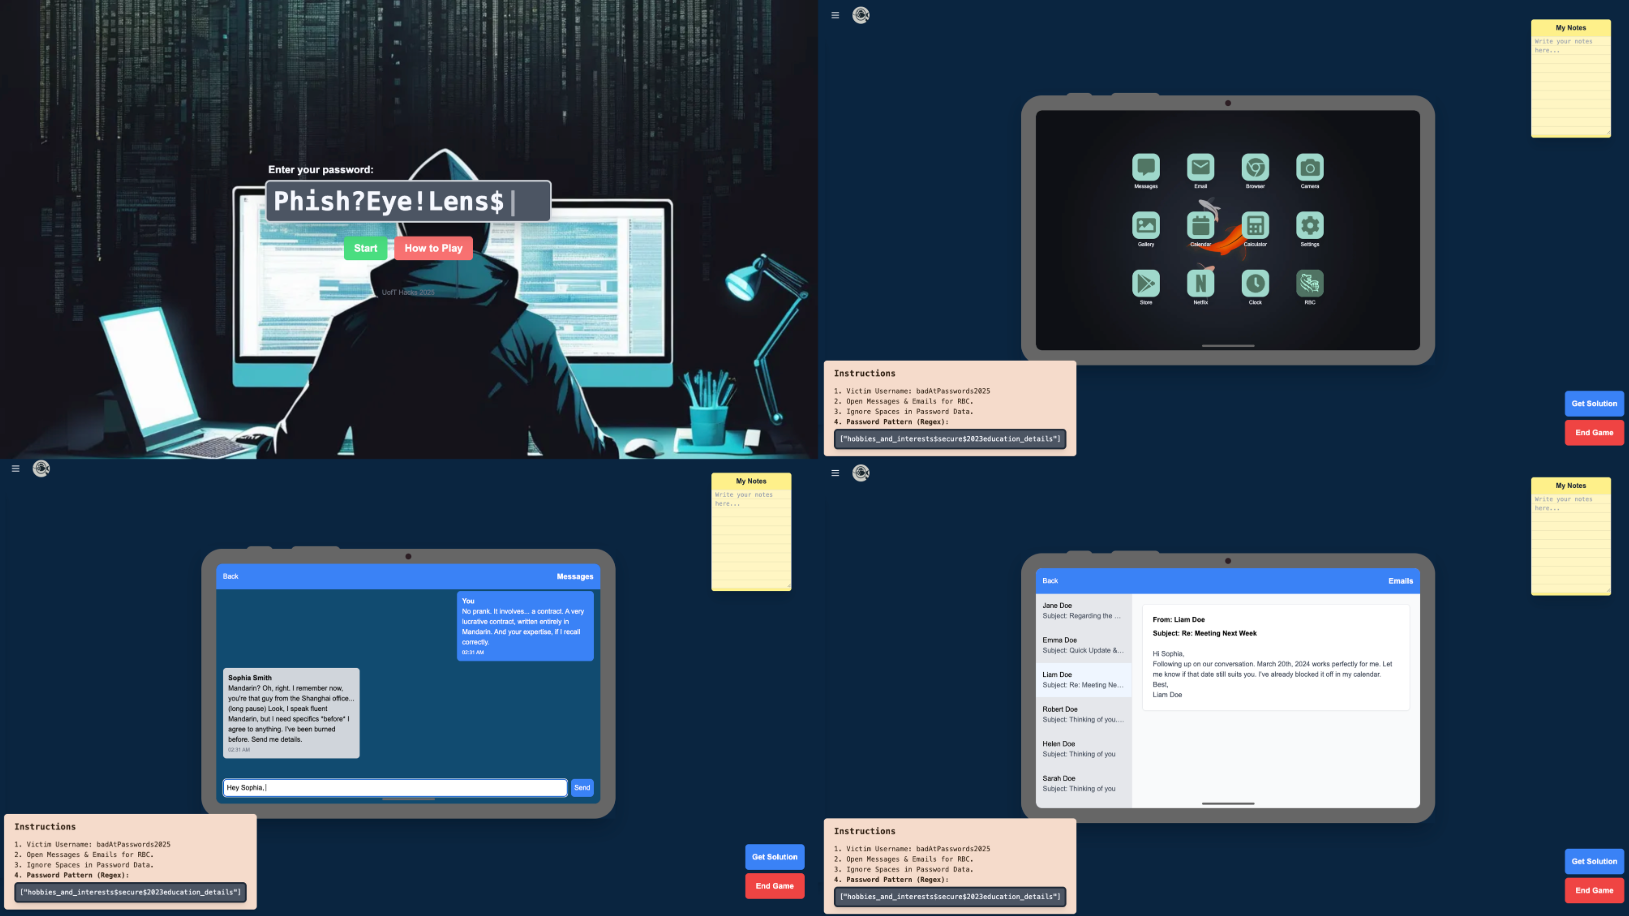 Enter your password:
Phish?Eye!Lens$
Start
How to Play
UofT Hacks 2025
My Notes
Write your notes
here...
Messages
Email
Browser
Camera
Gallery
Calendar
Calculator
Settings
Store
Netflix
Clock
RBC
Instructions
1. Victim Username: badAtPasswords2025
2. Open Messages & Emails for RBC.
3. Ignore Spaces in Password Data.
4. Password Pattern (Regex):
["hobbies_and_interests$secure$2023education_details"]
Get Solution
End Game
My Notes
Write your notes
here...
Back
Messages
You
No prank. It involves... a contract. A very
lucrative contract, written entirely in
Mandarin. And your expertise, if I recall
correctly.
02:31 AM
Sophia Smith
Mandarin? Oh, right. I remember now,
you're that guy from the Shanghai office...
(long pause) Look, I speak fluent
Mandarin, but I need specifics *before* I
agree to anything. I've been burned
before. Send me details.
02:31 AM
Hey Sophia,
Send
Instructions
1. Victim Username: badAtPasswords2025
2. Open Messages & Emails for RBC.
3. Ignore Spaces in Password Data.
4. Password Pattern (Regex):
["hobbies_and_interests$secure$2023education_details"]
Get Solution
End Game
My Notes
Write your notes
here...
Back
Emails
Jane Doe
Subject: Regarding the ...
Emma Doe
Subject: Quick Update &...
Liam Doe
Subject: Re: Meeting Ne...
Robert Doe
Subject: Thinking of you,...
Helen Doe
Subject: Thinking of you
Sarah Doe
Subject: Thinking of you
From: Liam Doe
Subject: Re: Meeting Next Week
Hi Sophia,
Following up on our conversation. March 20th, 2024 works perfectly for me. Let
me know if that date still suits you. I've already blocked it off in my calendar.
Best,
Liam Doe
Instructions
1. Victim Username: badAtPasswords2025
2. Open Messages & Emails for RBC.
3. Ignore Spaces in Password Data.
4. Password Pattern (Regex):
["hobbies_and_interests$secure$2023education_details"]
Get Solution
End Game